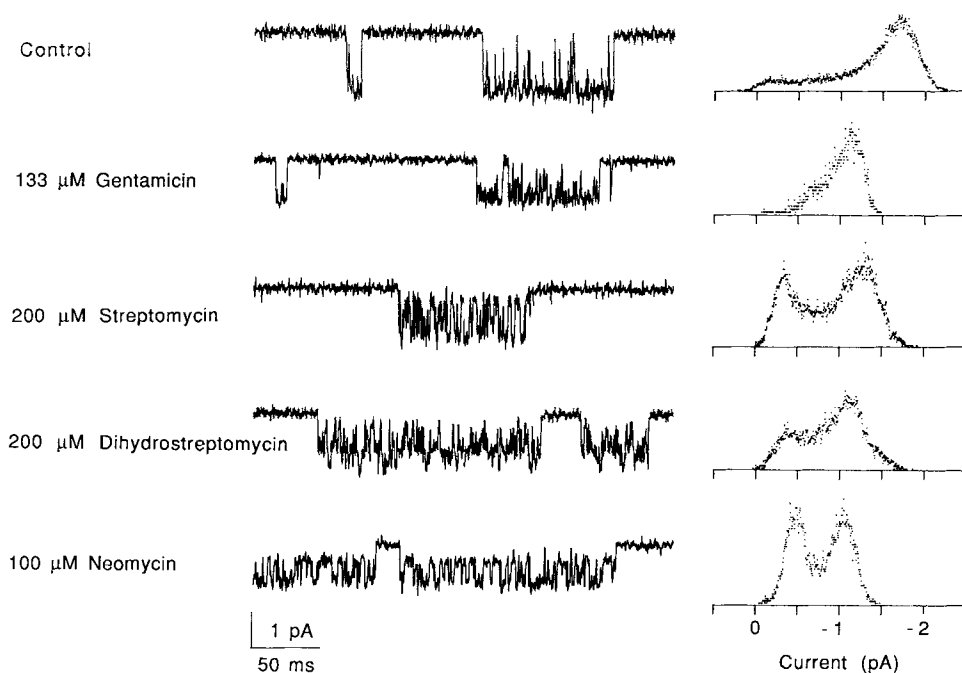 Control
133 µM Gentamicin
200 µM Streptomycin
200 µM Dihydrostreptomycin
100 µM Neomycin
1 pA
50 ms
0 - 1 - 2
Current (pA)